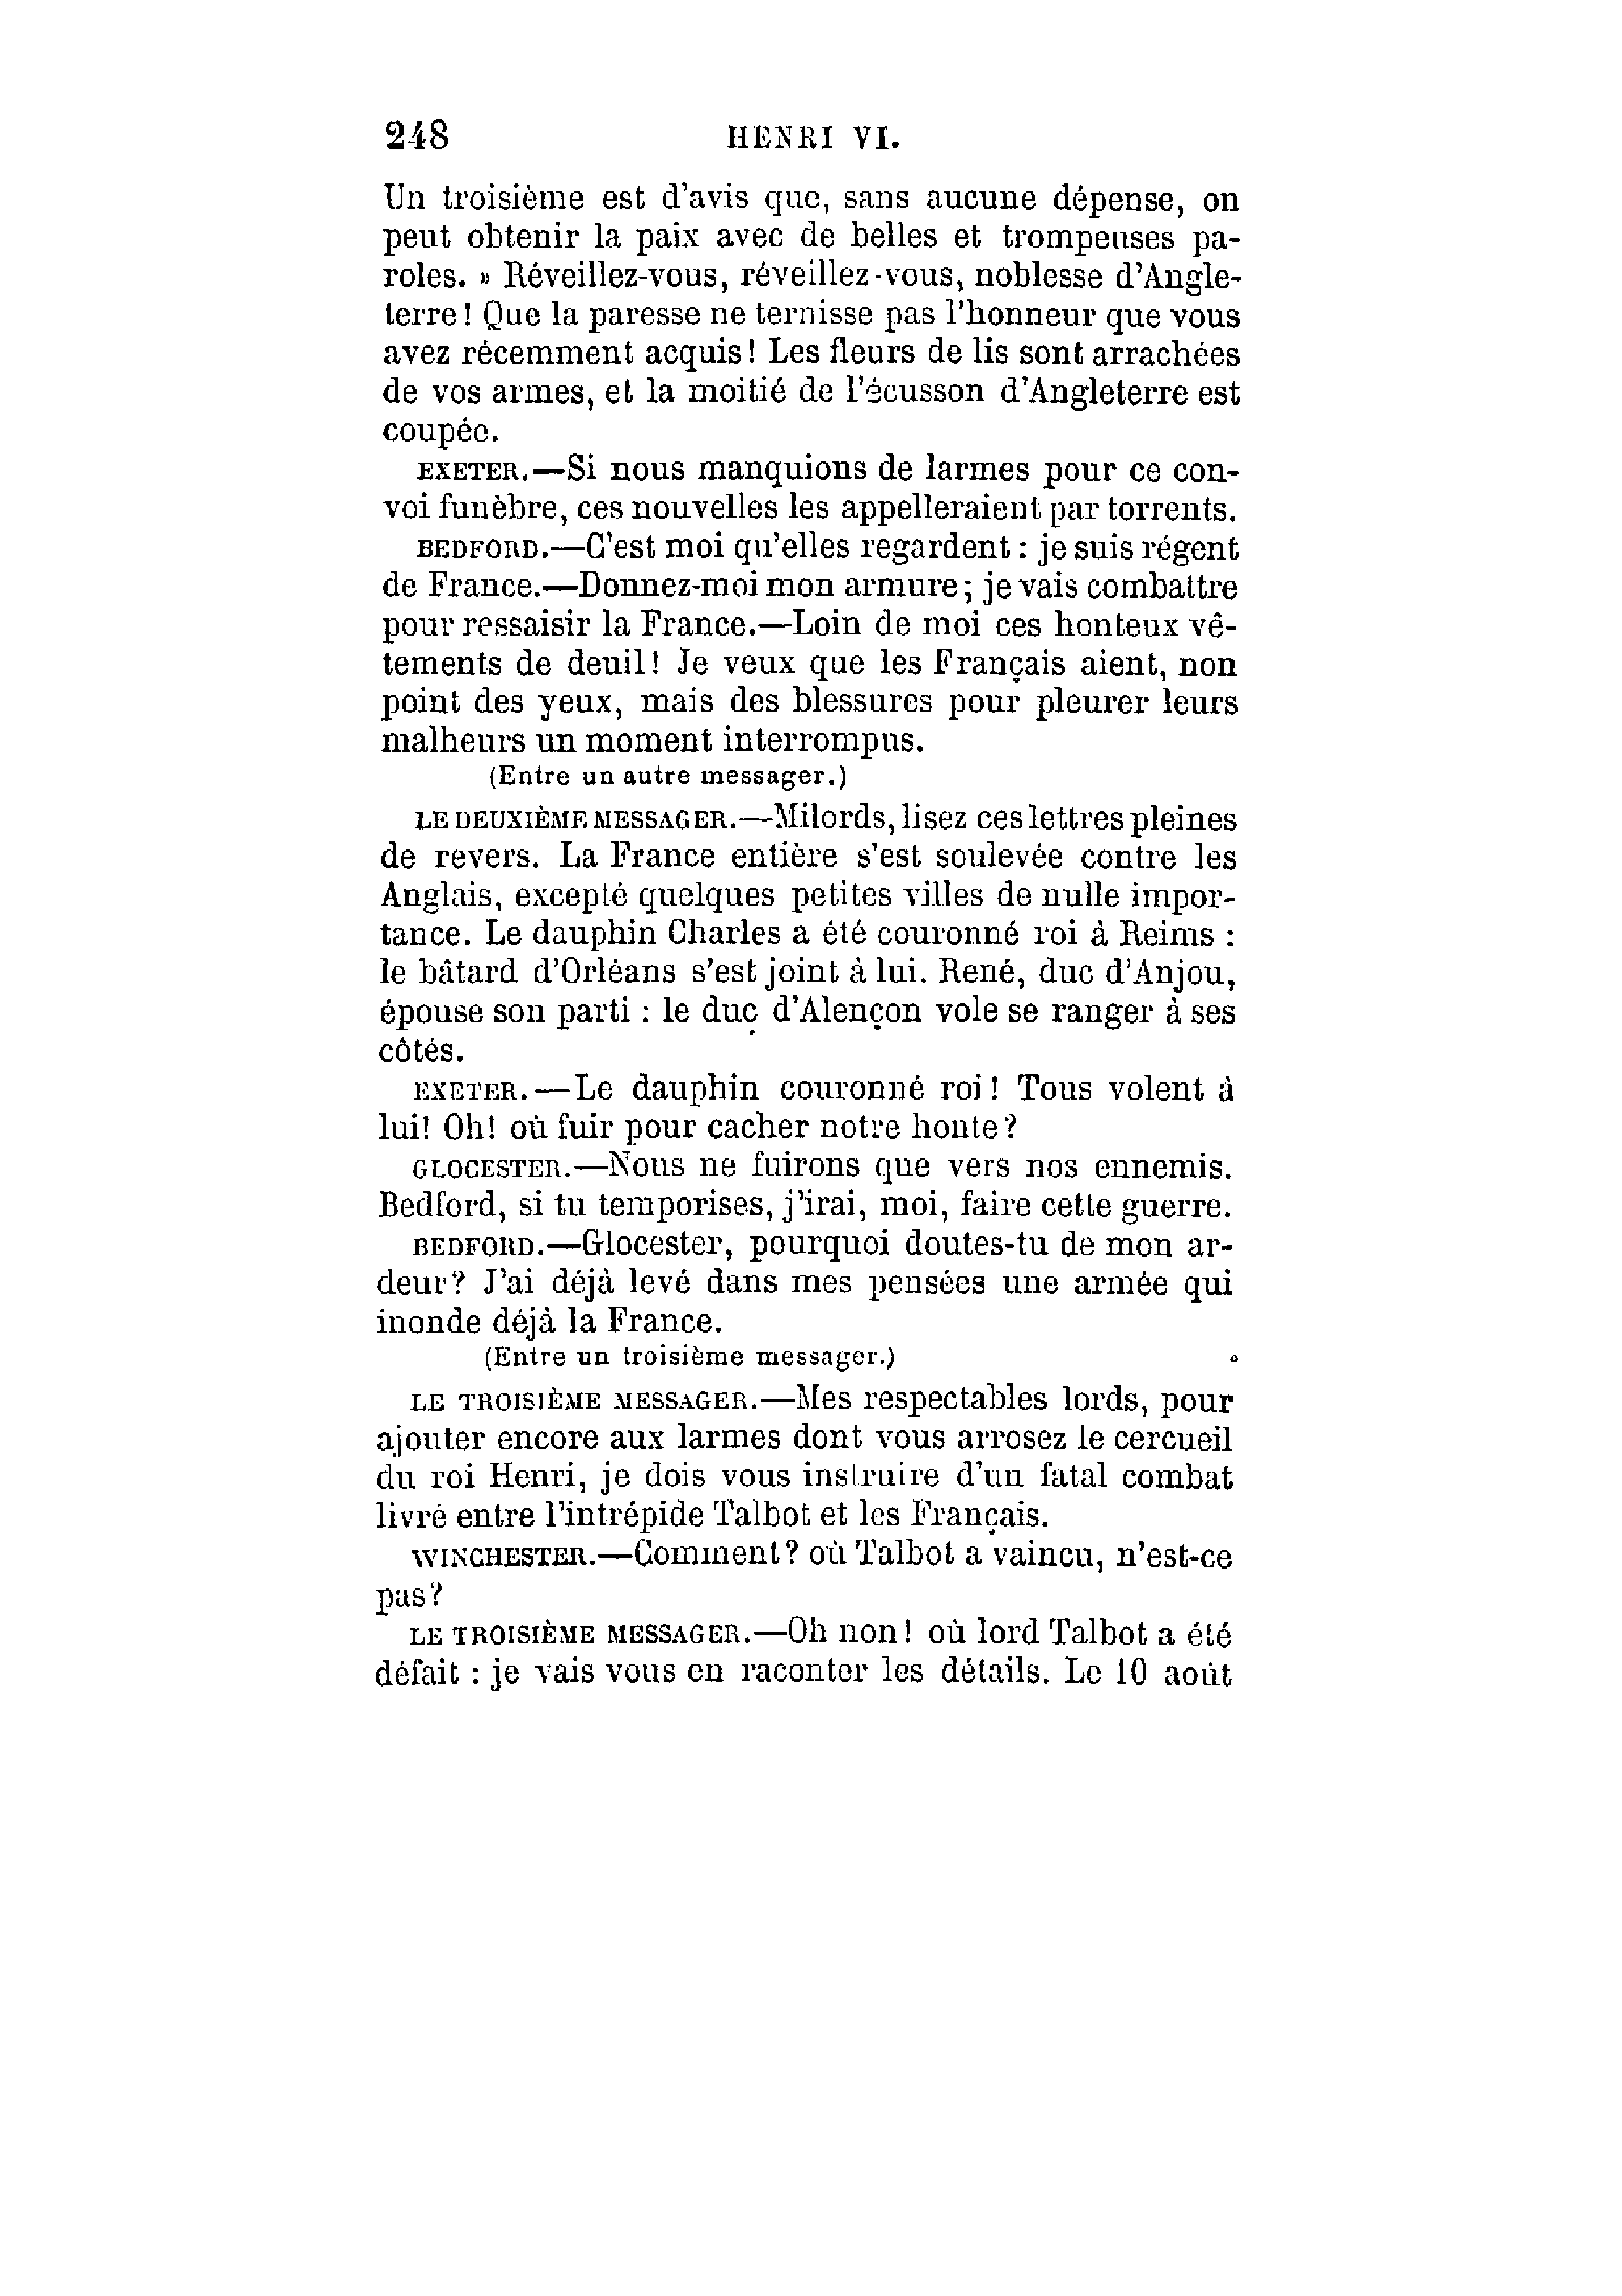 248 HENRI VI.
Un troisième est d'avis que, sans aucune dépense, on
peut obtenir la paix avec de belles et trompeuses pa-
roles. » Réveillez-vous, réveillez-vous, noblesse d'Angle-
terre! Que la paresse ne ternisse pas l'honneur que vous
avez récemment acquis! Les fleurs de lis sont arrachées
de vos armes, et la moitié de l'écusson d'Angleterre est
coupée.
EXETER.—Si nous manquions de larmes pour ce con-
voi funèbre, ces nouvelles les appelleraient par torrents.
BEDFORD.—C'est moi qu'elles regardent : je suis régent
de France.—Donnez-moi mon armure; je vais combattre
pour ressaisir la France.—Loin de moi ces honteux vê-
tements de deuil! Je veux que les Français aient, non
point des yeux, mais des blessures pour pleurer leurs
malheurs un moment interrompus.
(Entre un autre messager.)
LE DEUXIÈME MESSAGER.—Milords, lisez ces lettres pleines
de revers. La France entière s'est soulevée contre les
Anglais, excepté quelques petites villes de nulle impor-
tance. Le dauphin Charles a été couronné roi à Reims :
le bâtard d'Orléans s'est joint à lui. René, duc d'Anjou,
épouse son parti : le duc d'Alençon vole se ranger à ses
côtés.
EXETER.—Le dauphin couronné roi! Tous volent à
lui! Oh! où fuir pour cacher notre honte?
GLOCESTER.—Nous ne fuirons que vers nos ennemis.
Bedford, si tu temporises, j'irai, moi, faire cette guerre.
BEDFORD.—Glocester, pourquoi doutes-tu de mon ar-
deur? J'ai déjà levé dans mes pensées une armée qui
inonde déjà la France.
(Entre un troisième messager.)
LE TROISIÈME MESSAGER.—Mes respectables lords, pour
ajouter encore aux larmes dont vous arrosez le cercueil
du roi Henri, je dois vous instruire d'un fatal combat
livré entre l'intrépide Talbot et les Français.
WINCHESTER.—Comment? où Talbot a vaincu, n'est-ce
pas?
LE TROISIÈME MESSAGER.—Oh non! où lord Talbot a été
défait : je vais vous en raconter les détails. Le 10 août